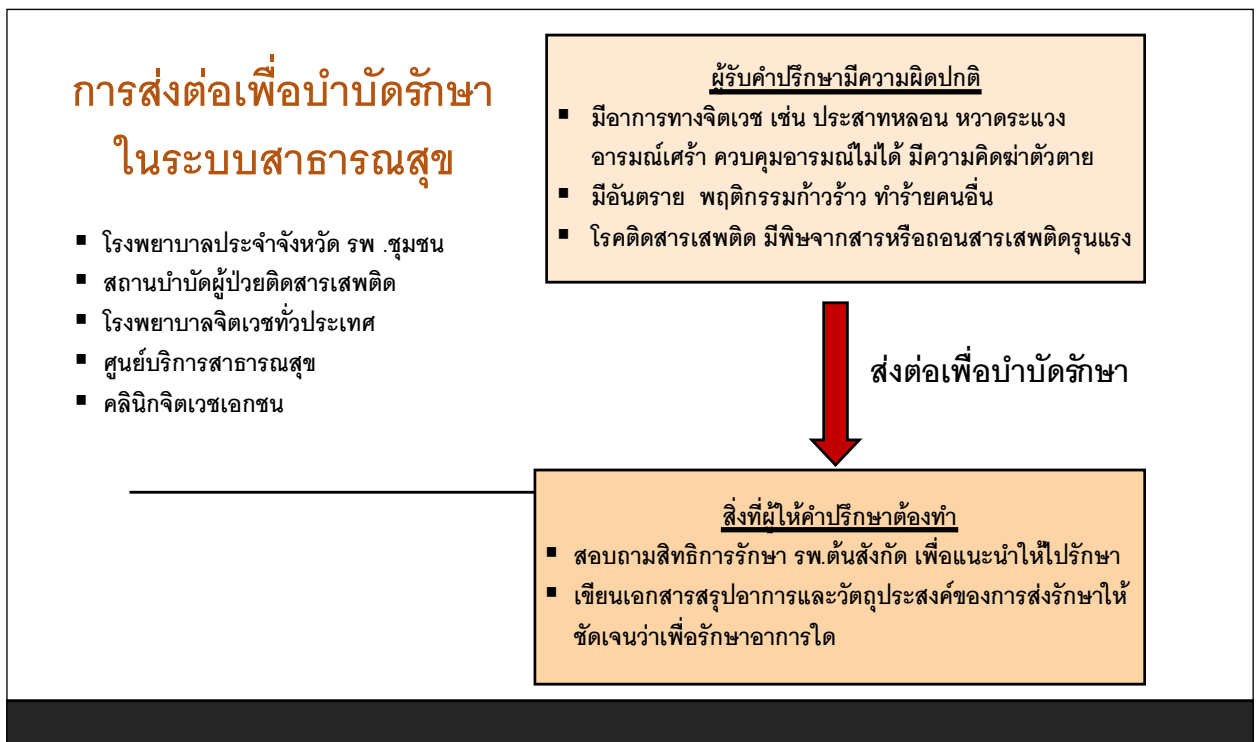 การส่งต่อเพื่อบำบัดรักษา
ในระบบสาธารณสุข
▪ โรงพยาบาลประจำจังหวัด รพ .ชุมชน
▪ สถานบำบัดผู้ป่วยติดสารเสพติด
▪ โรงพยาบาลจิตเวชทั่วประเทศ
▪ ศูนย์บริการสาธารณสุข
▪ คลินิกจิตเวชเอกชน
ผู้รับคำปรึกษามีความผิดปกติ
▪ มีอาการทางจิตเวช เช่น ประสาทหลอน หวาดระแวง
อารมณ์เศร้า ควบคุมอารมณ์ไม่ได้ มีความคิดฆ่าตัวตาย
▪ มีอันตราย พฤติกรรมก้าวร้าว ทำร้ายคนอื่น
▪ โรคติดสารเสพติด มีพิษจากสารหรือถอนสารเสพติดรุนแรง
ส่งต่อเพื่อบำบัดรักษา
สิ่งที่ผู้ให้คำปรึกษาต้องทำ
▪ สอบถามสิทธิการรักษา รพ.ต้นสังกัด เพื่อแนะนำให้ไปรักษา
▪ เขียนเอกสารสรุปอาการและวัตถุประสงค์ของการส่งรักษาให้
ชัดเจนว่าเพื่อรักษาอาการใด